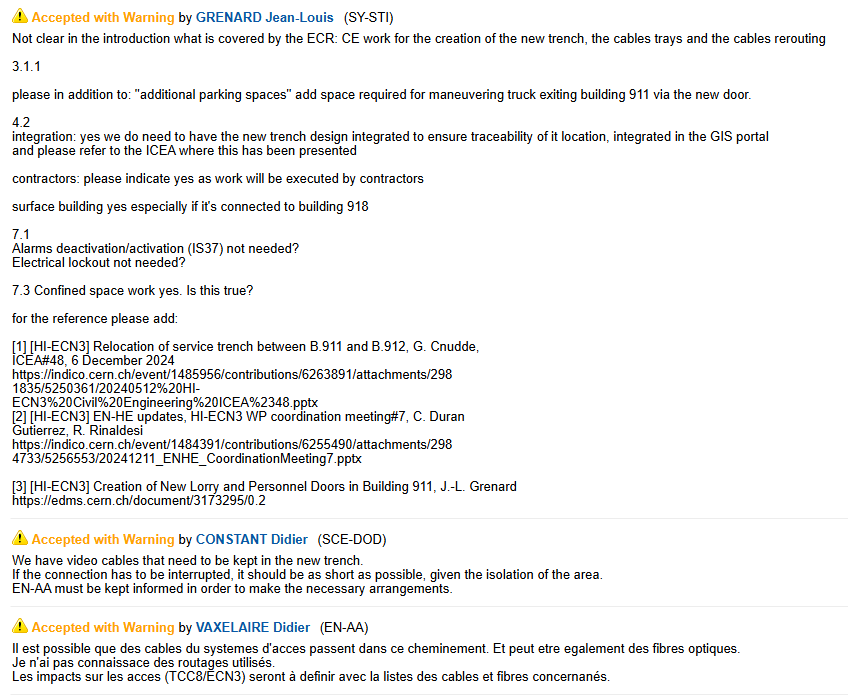 Accepted with Warning by GRENARD Jean-Louis (SY-STI)
Not clear in the introduction what is covered by the ECR: CE work for the creation of the new trench, the cables trays and the cables rerouting
3.1.1
please in addition to: "additional parking spaces" add space required for maneuvering truck exiting building 911 via the new door.
4.2
integration: yes we do need to have the new trench design integrated to ensure traceability of it location, integrated in the GIS portal
and please refer to the ICEA where this has been presented
contractors: please indicate yes as work will be executed by contractors
surface building yes especially if it's connected to building 918
7.1
Alarms deactivation/activation (IS37) not needed?
Electrical lockout not needed?
7.3 Confined space work yes. Is this true?
for the reference please add:
[1] [HI-ECN3] Relocation of service trench between B.911 and B.912, G. Cnudde,
ICEA#48, 6 December 2024
https://indico.cern.ch/event/1485956/contributions/6263891/attachments/298
1835/5250361/20240512%20HI-
ECN3%20Civil%20Engineering%20ICEA%2348.pptx
[2] [HI-ECN3] EN-HE updates, HI-ECN3 WP coordination meeting#7, C. Duran
Gutierrez, R. Rinaldesi
https://indico.cern.ch/event/1484391/contributions/6255490/attachments/298
4733/5256553/20241211_ENHE_CoordinationMeeting7.pptx
[3] [HI-ECN3] Creation of New Lorry and Personnel Doors in Building 911, J.-L. Grenard
https://edms.cern.ch/document/3173295/0.2
Accepted with Warning by CONSTANT Didier (SCE-DOD)
We have video cables that need to be kept in the new trench.
If the connection has to be interrupted, it should be as short as possible, given the isolation of the area.
EN-AA must be kept informed in order to make the necessary arrangements.
Accepted with Warning by VAXELAIRE Didier (EN-AA)
Il est possible que des cables du systemes d'acces passent dans ce cheminement. Et peut etre egalement des fibres optiques.
Je n'ai pas connaissace des routages utilisés.
Les impacts sur les acces (TCC8/ECN3) seront à definir avec la listes des cables et fibres concernanés.